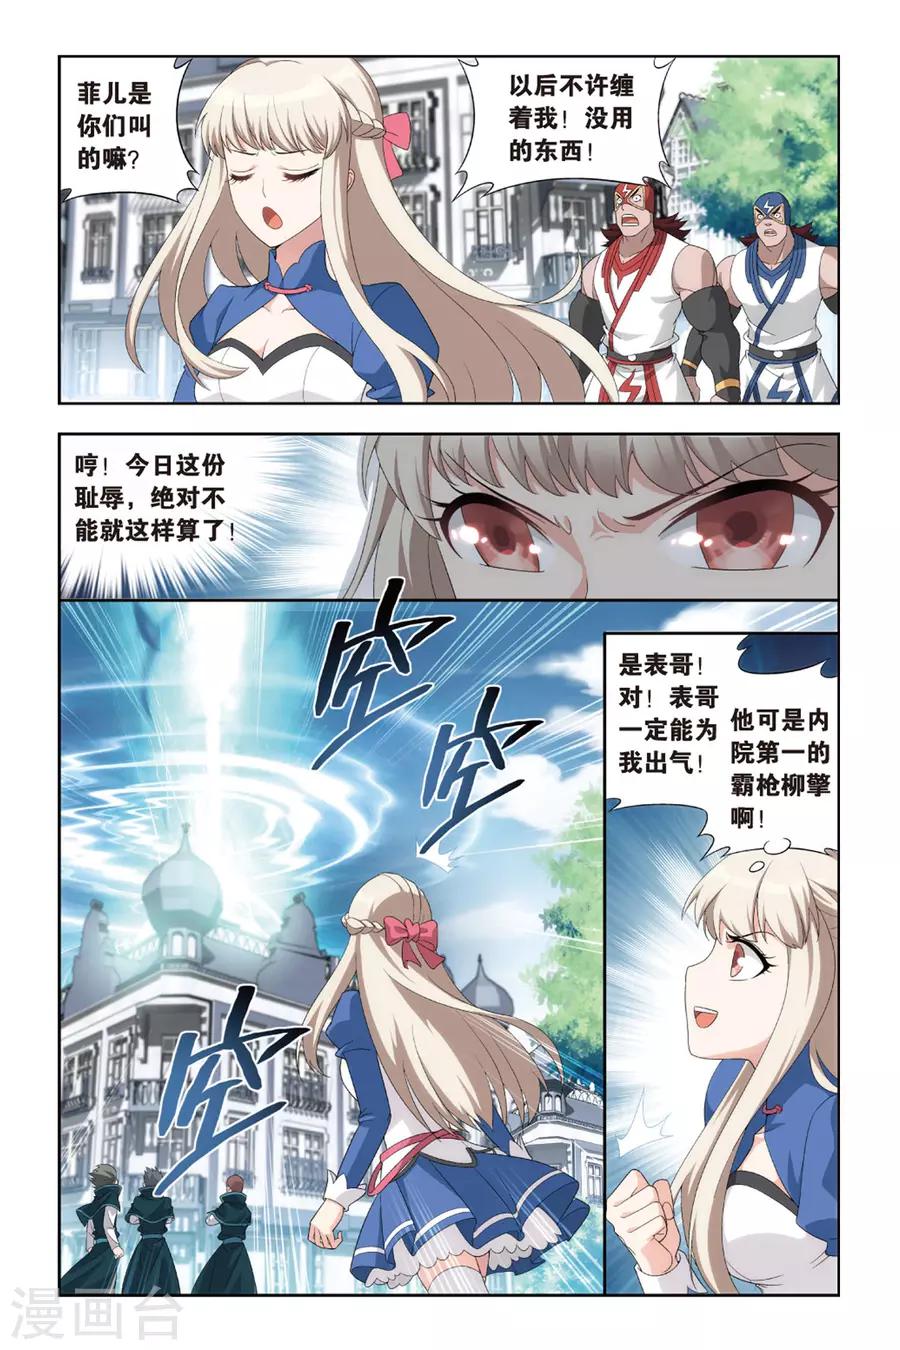 菲儿是
你们叫
的嘛?
以后不许缠
着我!没用
的东西!
哼!今日这份
耻辱,绝对不
能就这样算了!
空
空
空
是表哥!
对!表哥
一定能为
我出气!
他可是内
院第一的
霸枪柳擎
啊!
漫画台